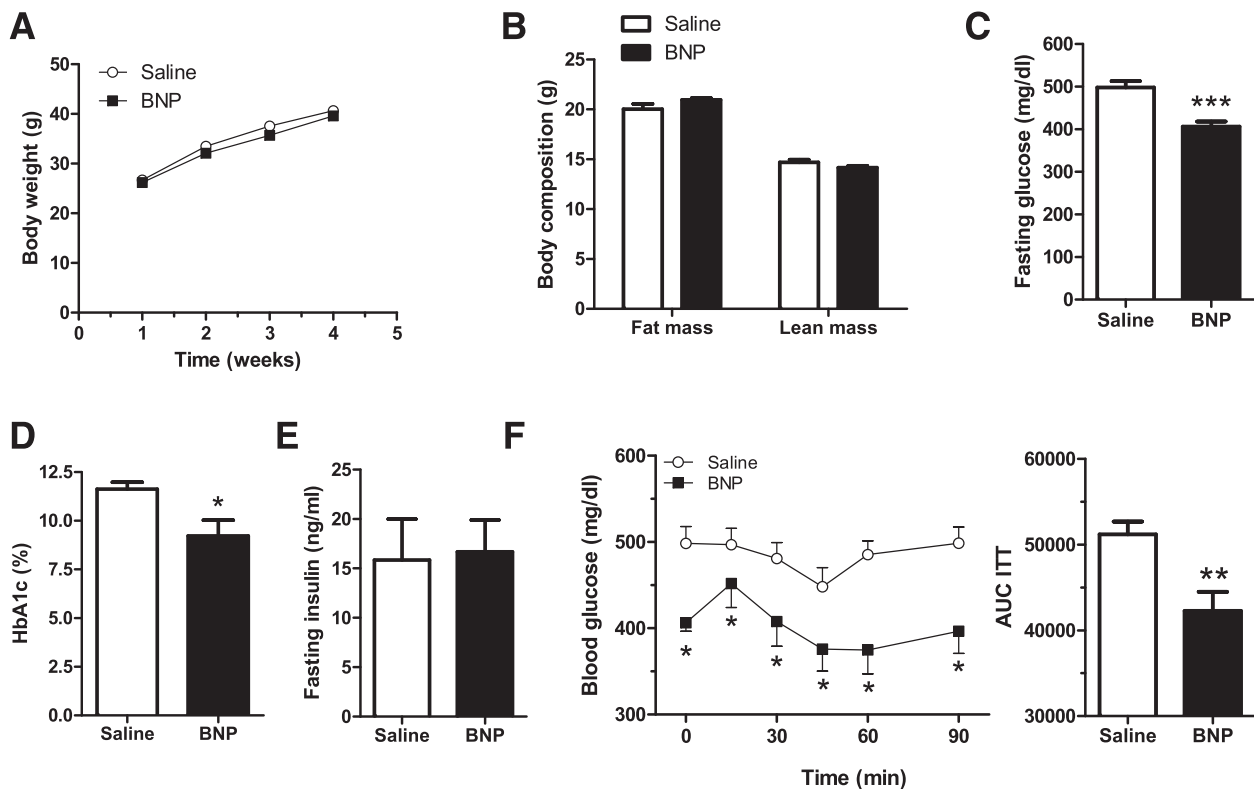 A
Body weight (g)
50
40
30
20
10
0
Saline
BNP
0 1 2 3 4 5
Time (weeks)
B
Saline
BNP
Body composition (g)
25
20
15
10
5
0
Fat mass Lean mass
C
Fasting glucose (mg/dl)
600
500
400
300
200
100
0
***
Saline BNP
D
HbA1c (%)
12.5
10.0
7.5
5.0
2.5
0.0
*
Saline BNP
E
Fasting insulin (ng/ml)
25
20
15
10
5
0
Saline BNP
F
Blood glucose (mg/dl)
600
500
400
300
Saline
BNP
* * * * * *
0 30 60 90
Time (min)
AUC ITT
60000
50000
40000
30000
**
Saline BNP